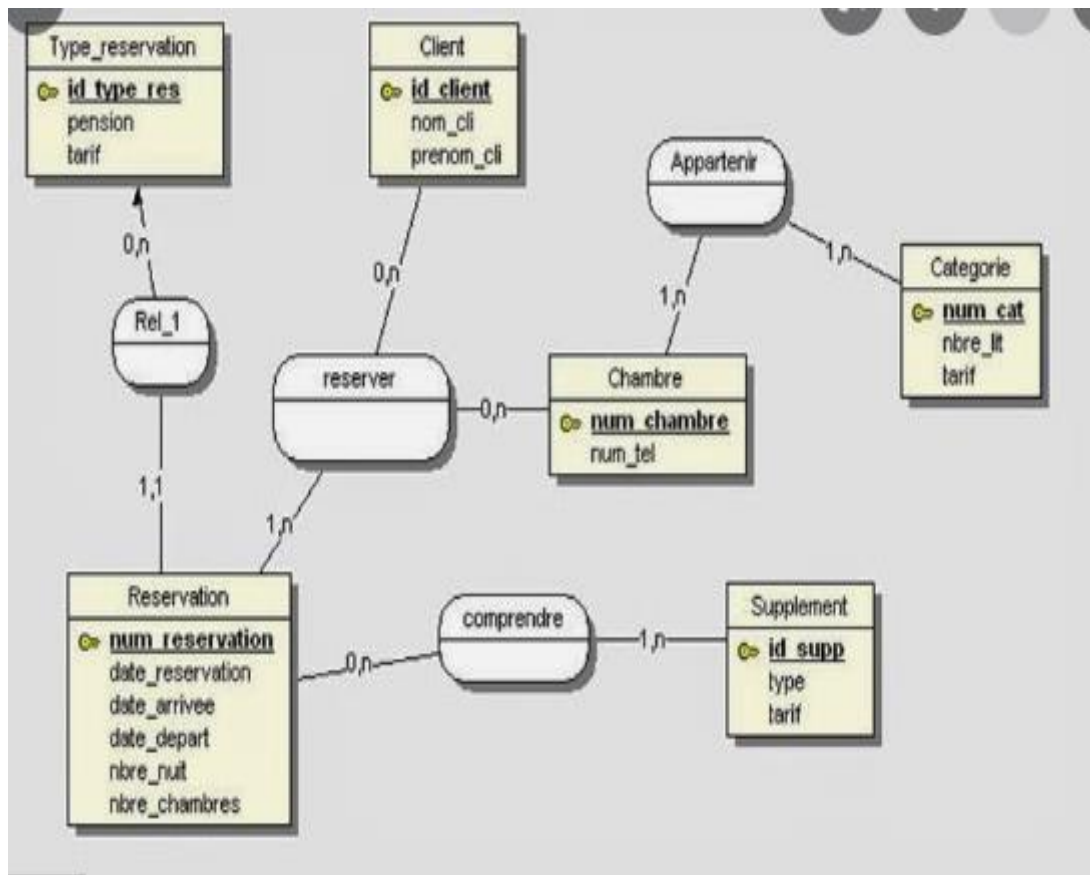 Type_reservation
id_type_res
pension
tarif
Client
id_client
nom_cli
prenom_cli
Appartenir
Categorie
num_cat
nbre_lit
tarif
0,n
0,n
1,n
1,n
Rel_1
reserver
0,n
Chambre
num_chambre
num_tel
1,1
1,n
Reservation
num_reservation
date_reservation
date_arrivee
date_depart
nbre_nuit
nbre_chambres
0,n
comprendre
1,n
Supplement
id_supp
type
tarif